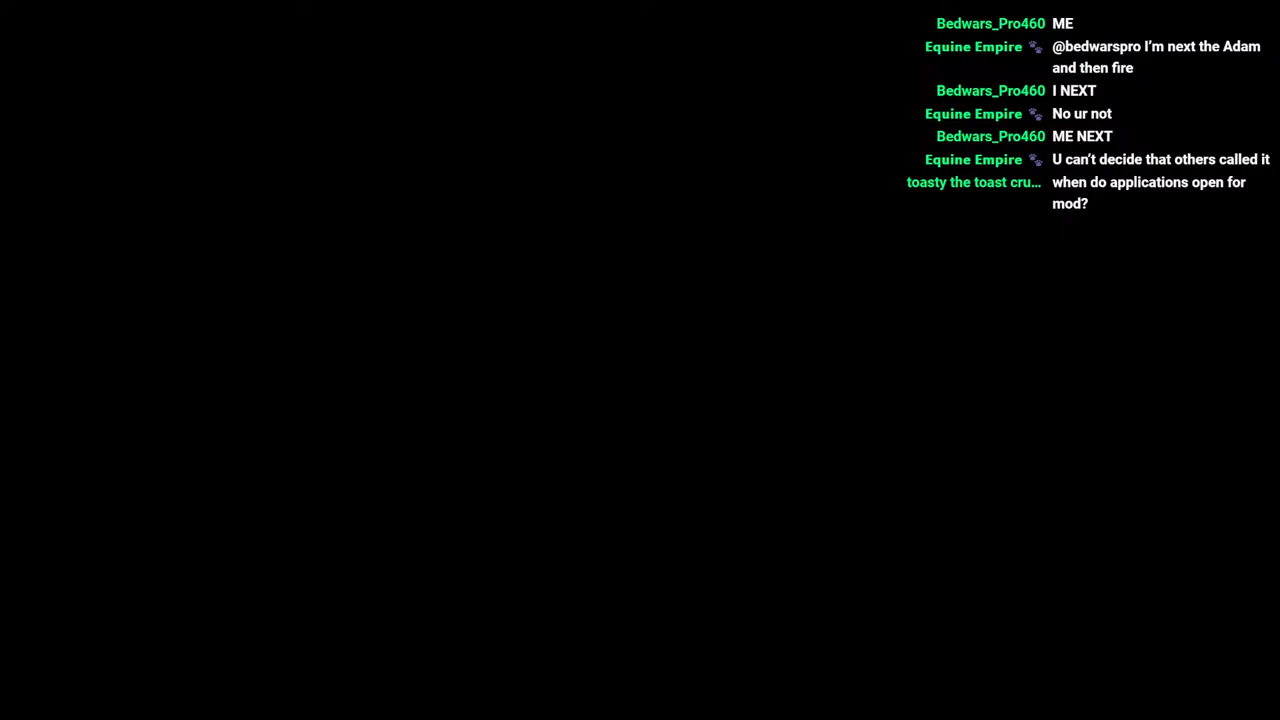 Bedwars_Pro460 ME
Equine Empire 🐾 @bedwarspro I’m next the Adam
and then fire
Bedwars_Pro460 I NEXT
Equine Empire 🐾 No ur not
Bedwars_Pro460 ME NEXT
Equine Empire 🐾 U can’t decide that others called it
toasty the toast cru… when do applications open for
mod?